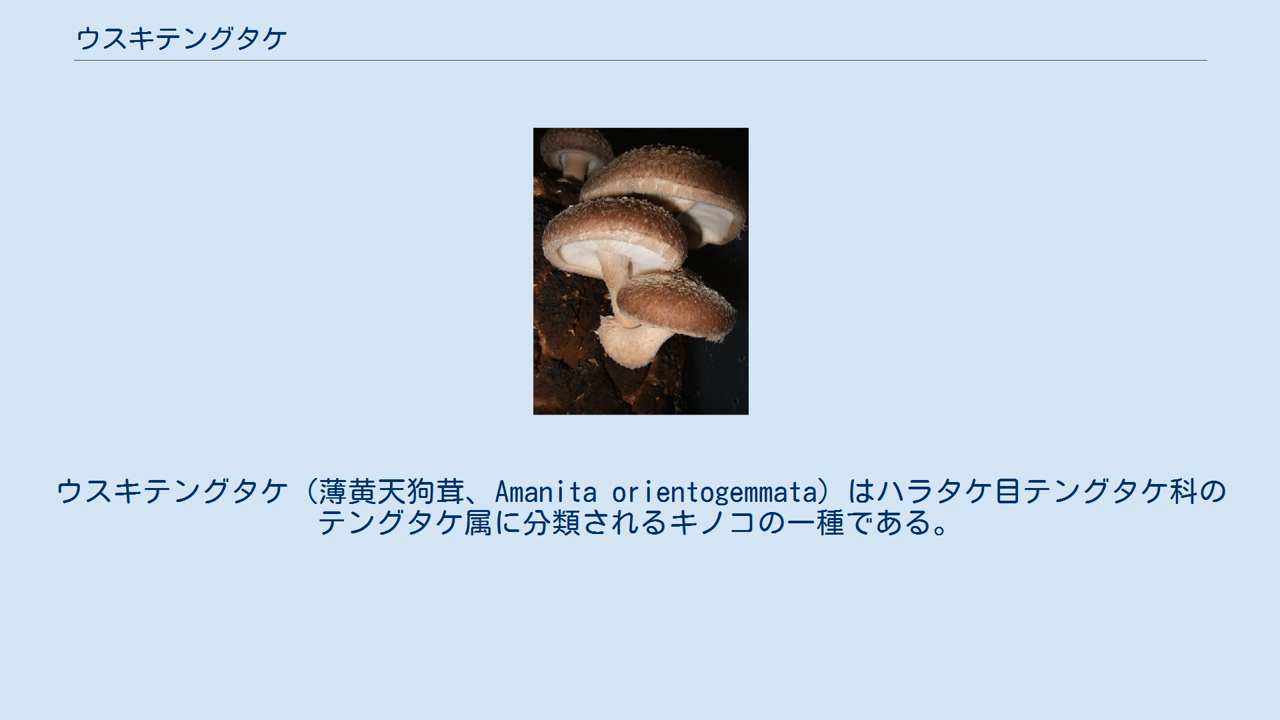 ウスキテングタケ
ウスキテングタケ（薄黄天狗茸、Amanita orientogemmata）はハラタケ目テングタケ科の
テングタケ属に分類されるキノコの一種である。